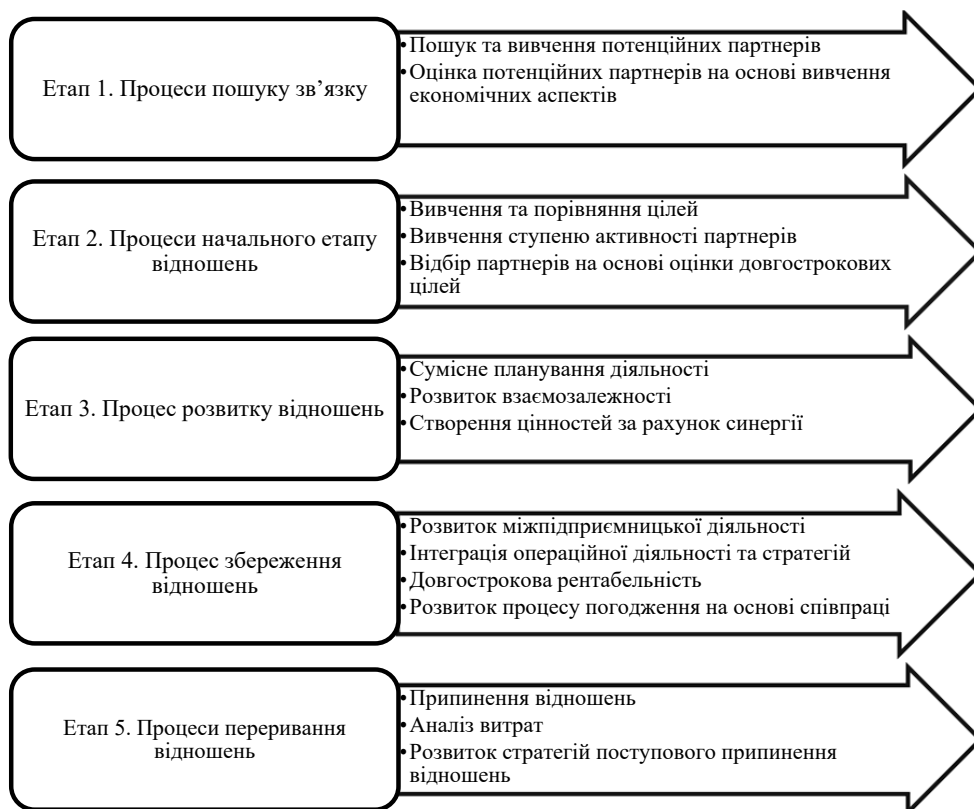 Етап 1. Процеси пошуку зв’язку
•Пошук та вивчення потенційних партнерів
•Оцінка потенційних партнерів на основі вивчення
економічних аспектів
Етап 2. Процеси начального етапу
відношень
•Вивчення та порівняння цілей
•Вивчення ступеню активності партнерів
•Відбір партнерів на основі оцінки довгострокових
цілей
Етап 3. Процес розвитку відношень
•Сумісне планування діяльності
•Розвиток взаємозалежності
•Створення цінностей за рахунок синергії
Етап 4. Процес збереження
відношень
•Розвиток міжпідприємницької діяльності
•Інтеграція операційної діяльності та стратегій
•Довгострокова рентабельність
•Розвиток процесу погодження на основі співпраці
Етап 5. Процеси переривання
відношень
•Припинення відношень
•Аналіз витрат
•Розвиток стратегій поступового припинення
відношень